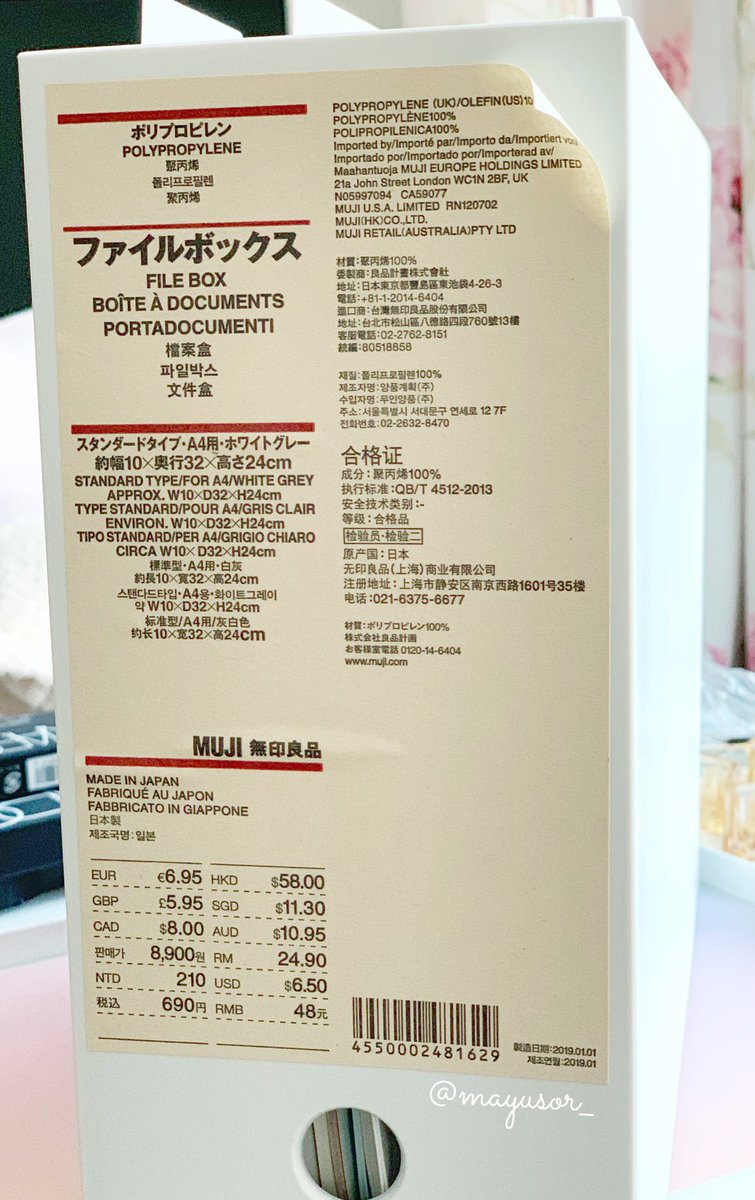 ポリプロピレン
POLYPROPYLENE
聚丙烯
폴리프로필렌
聚丙烯
ファイルボックス
FILE BOX
BOÎTE À DOCUMENTS
PORTADOCUMENTI
檔案盒
파일박스
文件盒
スタンダードタイプ・A4用・ホワイトグレー
約幅10×奥行32×高さ24cm
STANDARD TYPE/FOR A4/WHITE GREY
APPROX. W10×D32×H24cm
TYPE STANDARD/POUR A4/GRIS CLAIR
ENVIRON. W10×D32×H24cm
TIPO STANDARD/PER A4/GRIGIO CHIARO
CIRCA W10×D32×H24cm
標準型・A4用・白灰
約長10×寬32×高24cm
스탠다드타입・A4용・화이트그레이
약 W10×D32×H24cm
标准型/A4用/灰白色
约长10×宽32×高24cm
MUJI 無印良品
MADE IN JAPAN
FABRIQUÉ AU JAPON
FABBRICATO IN GIAPPONE
日本製
제조국명:일본
EUR €6.95 HKD $58.00
GBP £5.95 SGD $11.30
CAD $8.00 AUD $10.95
판매가 8,900원 RM 24.90
NTD 210 USD $6.50
税込 690円 RMB 48元
POLYPROPYLENE (UK)/OLEFIN(US)10
POLYPROPYLÈNE100%
POLIPROPILENICA100%
Imported by/Importé par/Importo da/Importiert von/
Importado por/Importado por/Importerad av/
Maahantuoja MUJI EUROPE HOLDINGS LIMITED
21a John Street London WC1N 2BF, UK
N05997094 CA59077
MUJI U.S.A. LIMITED RN120702
MUJI(HK)CO.,LTD.
MUJI RETAIL(AUSTRALIA)PTY LTD
材質:聚丙烯100%
委製商:良品計畫株式會社
地址:日本東京都豐島區東池袋4-26-3
電話:+81-1-2014-6404
進口商:台灣無印良品股份有限公司
地址:台北市松山區八德路四段760號13樓
客服電話:02-2762-8151
統編:80518858
재질:폴리프로필렌100%
제조자명:양품계획(주)
수입자명:무인양품(주)
주소:서울특별시 서대문구 연세로 12 7F
전화번호:02-2632-8470
合格证
成分:聚丙烯100%
执行标准:QB/T 4512-2013
安全技术类别:-
等级:合格品
检验员・检验二
原产国:日本
无印良品(上海)商业有限公司
注册地址:上海市静安区南京西路1601号35楼
电话:021-6375-6677
材質:ポリプロピレン100%
株式会社良品計画
お客様室電話 0120-14-6404
www.muji.com
4550002481629
製造日期:2019.01.01
제조연월:2019.01
@mayusor_